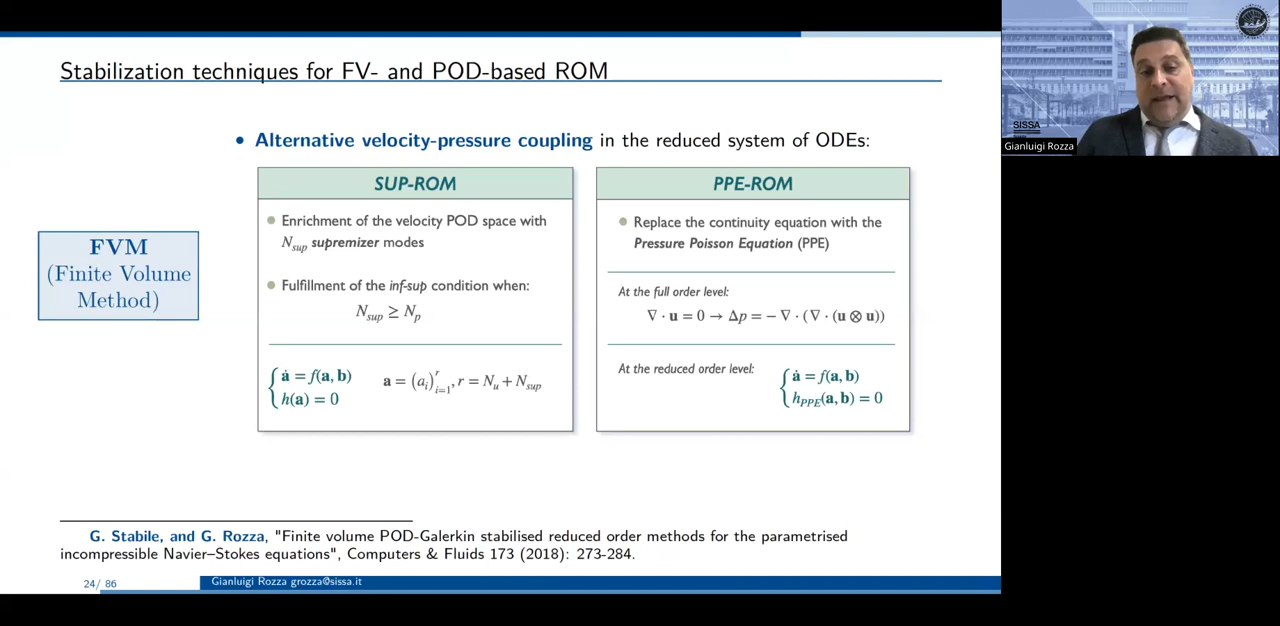 Stabilization techniques for FV- and POD-based ROM
• Alternative velocity-pressure coupling in the reduced system of ODEs:
FVM
(Finite Volume
Method)
SUP-ROM
Enrichment of the velocity POD space with
N_sup supremizer modes
Fulfillment of the inf-sup condition when:
N_sup ≥ N_p
ȧ = f(a, b)
h(a) = 0
a = (a_i)_{i=1}^r, r = N_u + N_sup
PPE-ROM
Replace the continuity equation with the
Pressure Poisson Equation (PPE)
At the full order level:
∇ · u = 0 → Δp = − ∇ · (∇ · (u ⊗ u))
At the reduced order level:
ȧ = f(a, b)
h_PPE(a, b) = 0
G. Stabile, and G. Rozza, "Finite volume POD-Galerkin stabilised reduced order methods for the parametrised
incompressible Navier–Stokes equations", Computers & Fluids 173 (2018): 273-284.
24/ 86
Gianluigi Rozza grozza@sissa.it
SISSA
Gianluigi Rozza